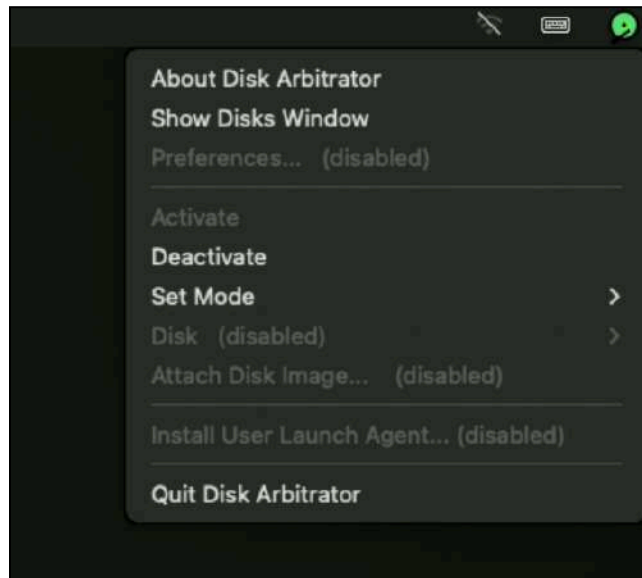 About Disk Arbitrator
Show Disks Window
Preferences... (disabled)
Activate
Deactivate
Set Mode
Disk (disabled)
Attach Disk Image... (disabled)
Install User Launch Agent... (disabled)
Quit Disk Arbitrator